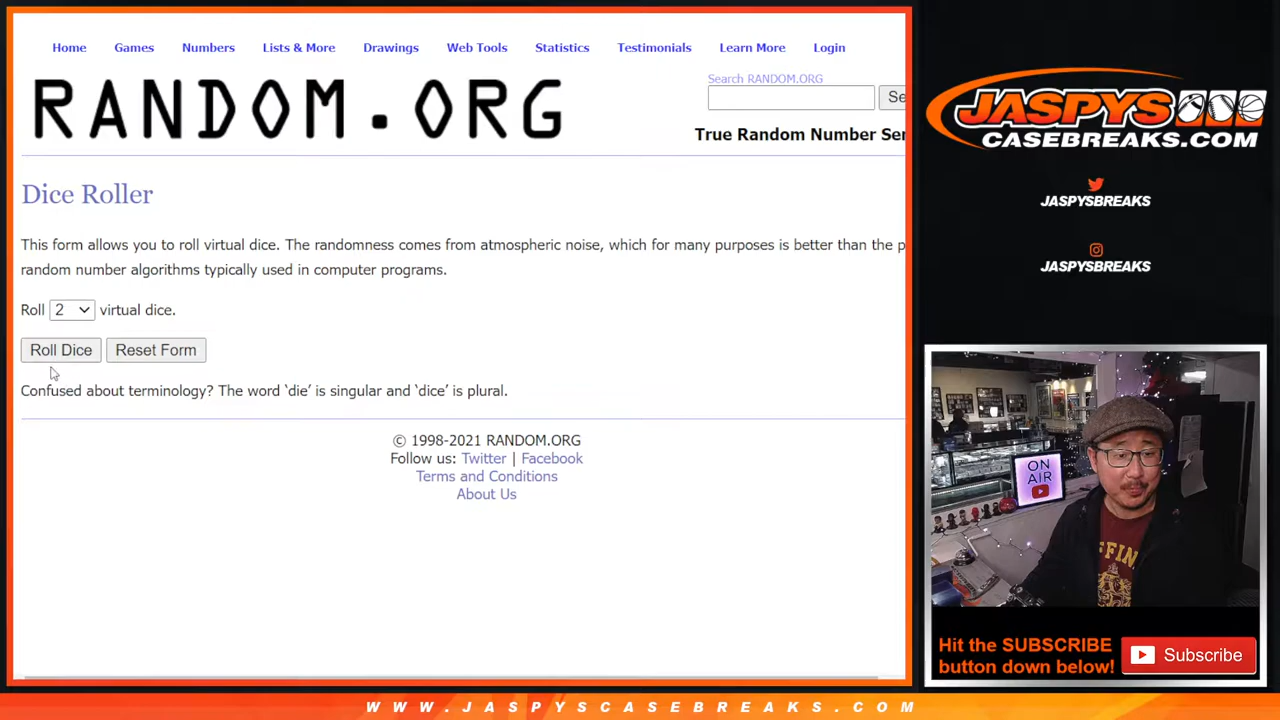 Home Games Numbers Lists & More Drawings Web Tools Statistics Testimonials Learn More Login
RANDOM.ORG
Search RANDOM.ORG
Se
True Random Number Ser
Dice Roller
This form allows you to roll virtual dice. The randomness comes from atmospheric noise, which for many purposes is better than the p
random number algorithms typically used in computer programs.
Roll 2 virtual dice.
Roll Dice Reset Form
Confused about terminology? The word ‘die’ is singular and ‘dice’ is plural.
© 1998-2021 RANDOM.ORG
Follow us: Twitter | Facebook
Terms and Conditions
About Us
JASPYS
CASEBREAKS.COM
JASPYSBREAKS
JASPYSBREAKS
ON
AIR
Hit the SUBSCRIBE
button down below!
Subscribe
WWW.JASPYSCASEBREAKS.COM